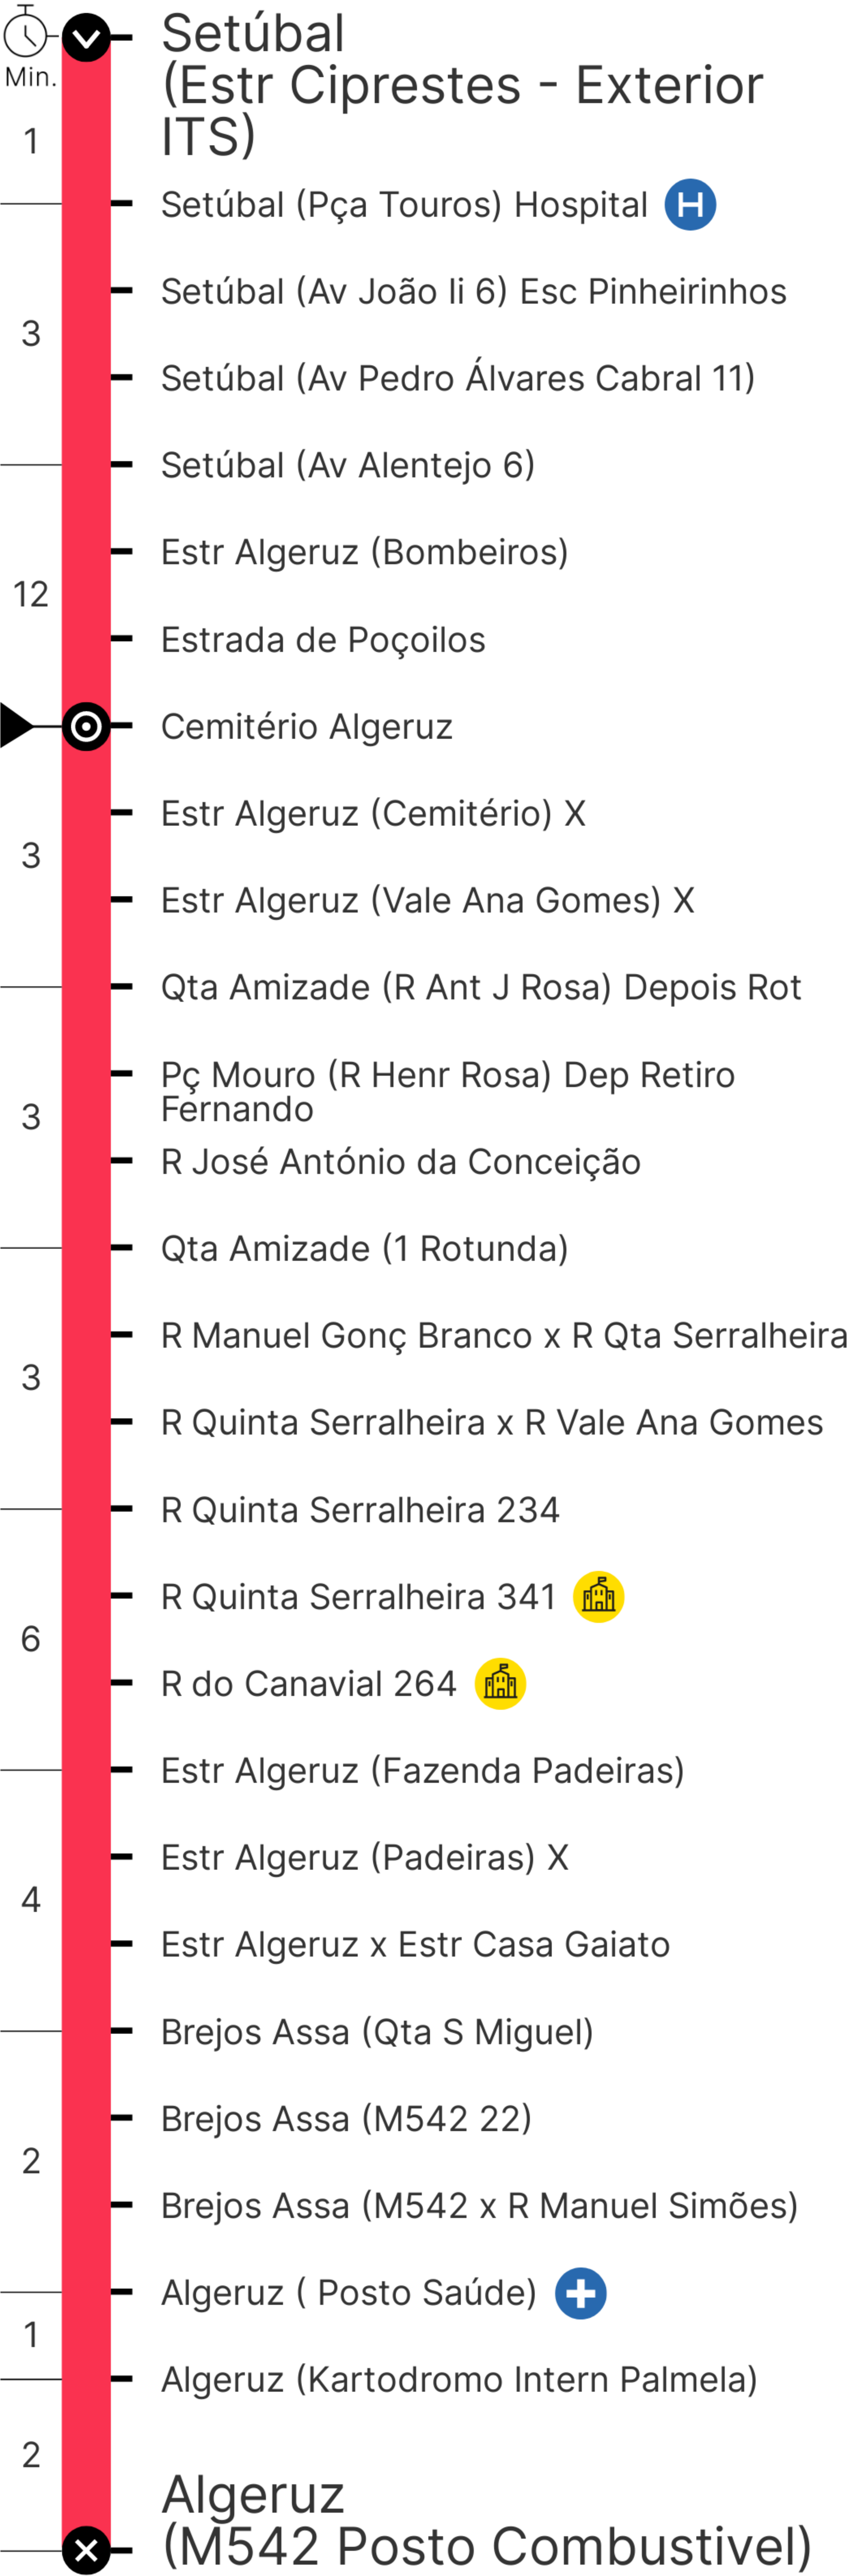 Setúbal
(Estr Ciprestes - Exterior
ITS)
Min.
1
Setúbal (Pça Touros) Hospital H
Setúbal (Av João Ii 6) Esc Pinheirinhos
3
Setúbal (Av Pedro Álvares Cabral 11)
Setúbal (Av Alentejo 6)
Estr Algeruz (Bombeiros)
12
Estrada de Poçoilos
Cemitério Algeruz
Estr Algeruz (Cemitério) X
3
Estr Algeruz (Vale Ana Gomes) X
Qta Amizade (R Ant J Rosa) Depois Rot
Pç Mouro (R Henr Rosa) Dep Retiro
Fernando
3
R José António da Conceição
Qta Amizade (1 Rotunda)
R Manuel Gonç Branco x R Qta Serralheira
3
R Quinta Serralheira x R Vale Ana Gomes
R Quinta Serralheira 234
R Quinta Serralheira 341
6
R do Canavial 264
Estr Algeruz (Fazenda Padeiras)
Estr Algeruz (Padeiras) X
4
Estr Algeruz x Estr Casa Gaiato
Brejos Assa (Qta S Miguel)
Brejos Assa (M542 22)
2
Brejos Assa (M542 x R Manuel Simões)
Algeruz ( Posto Saúde)
1
Algeruz (Kartodromo Intern Palmela)
2
Algeruz
(M542 Posto Combustivel)